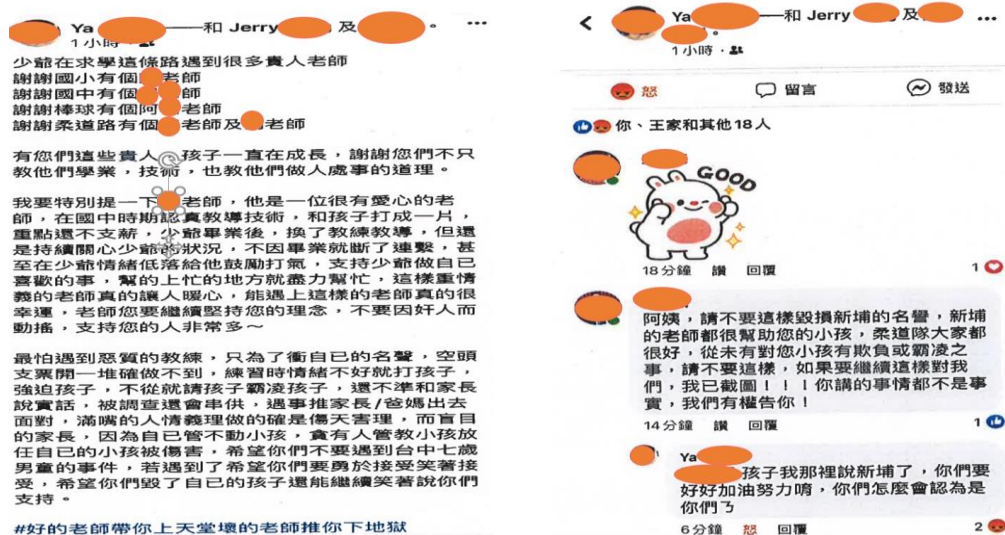 Ya —和 Jerry 及 。
1小時・
少爺在求學這條路遇到很多貴人老師
謝謝國小有個 老師
謝謝國中有個 師
謝謝棒球有個阿 老師
謝謝柔道路有個 老師及 老師
有您們這些貴人 孩子一直在成長，謝謝您們不只
教他們學業，技術，也教他們做人處事的道理。
我要特別提一下 老師，他是一位很有愛心的老
師，在國中時期認真教導技術，和孩子打成一片，
重點還不支薪，少爺畢業後，換了教練教導，但還
是持續關心少爺的狀況，不因畢業就斷了連繫，甚
至在少爺情緒低落給他鼓勵打氣，支持少爺做自已
喜歡的事，幫的上忙的地方就盡力幫忙，這樣重情
義的老師真的讓人暖心，能遇上這樣的老師真的很
幸運，老師您要繼續堅持您的理念，不要因奸人而
動搖，支持您的人非常多～
最怕遇到惡質的教練，只為了衝自已的名聲，空頭
支票開一堆確做不到，練習時情緒不好就打孩子，
強迫孩子，不從就請孩子霸凌孩子，還不準和家長
說實話，被調查還會串供，遇事推家長/爸媽出去
面對，滿嘴的人情義理做的確是傷天害理，而盲目
的家長，因為自已管不動小孩，貪有人管教小孩放
任自已的小孩被傷害，希望你們不要遇到台中七歲
男童的事件，若遇到了希望你們要勇於接受笑著接
受，希望你們毀了自已的孩子還能繼續笑著說你們
支持。
#好的老師帶你上天堂壞的老師推你下地獄
Ya —和 Jerry 及
。
1小時・
怒 留言 發送
你、王家和其他18人
GOOD
18分鐘 讚 回覆 1
阿姨，請不要這樣毀損新埔的名譽，新埔
的老師都很幫助您的小孩，柔道隊大家都
很好，從未有對您小孩有欺負或霸凌之
事，請不要這樣，如果要繼續這樣對我
們，我已截圖！！！你講的事情都不是事
實，我們有權告你！
14分鐘 讚 回覆 1
Ya
孩子我那裡說新埔了，你們要
好好加油努力唷，你們怎麼會認為是
你們ㄋ
6分鐘 怒 回覆 2